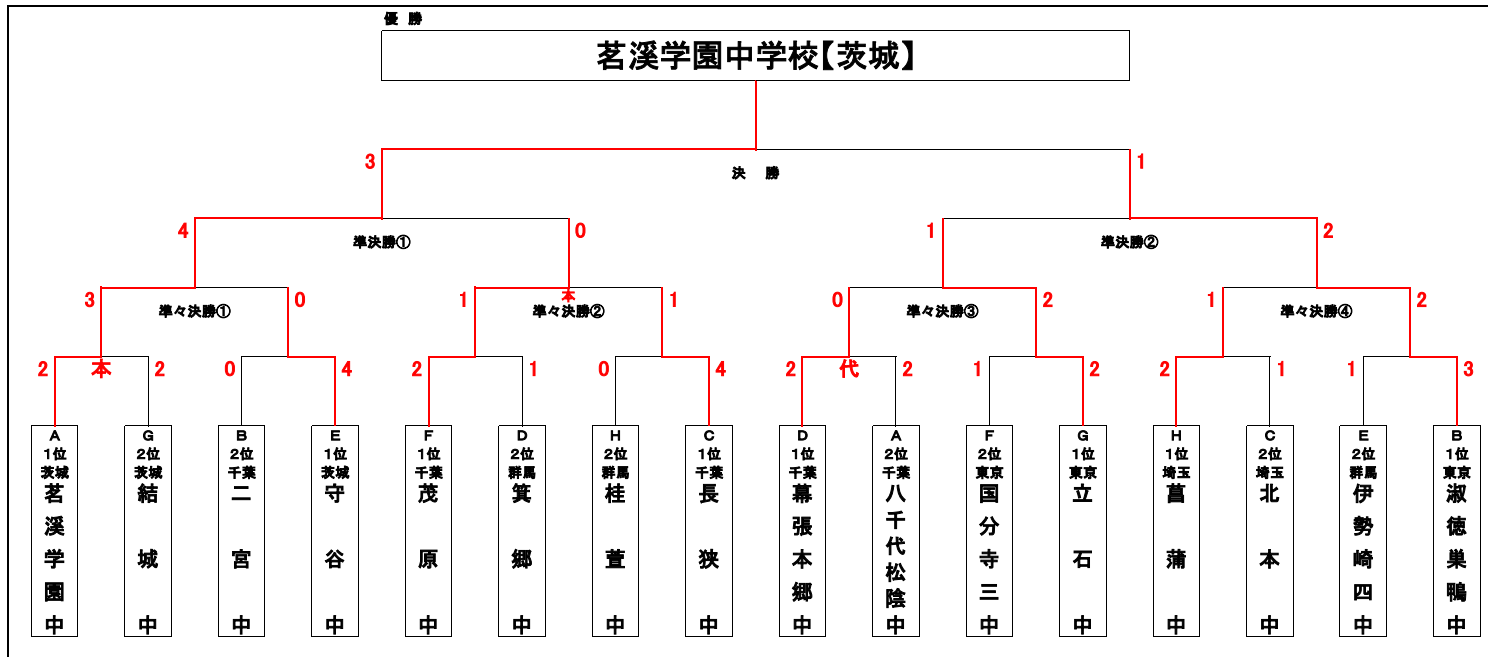 優 勝
茗溪学園中学校【茨城】
3
1
決 勝
4
0
1
2
準決勝①
準決勝②
3
0
1
本
1
0
2
1
2
準々決勝①
準々決勝②
準々決勝③
準々決勝④
2
本
2
0
4
2
1
0
4
2
代
2
1
2
2
1
1
3
A
1位
茨城
茗溪学園中
G
2位
茨城
結城中
B
2位
千葉
二宮中
E
1位
茨城
守谷中
F
1位
千葉
茂原中
D
2位
群馬
箕郷中
H
2位
群馬
桂萱中
C
1位
千葉
長狭中
D
1位
千葉
幕張本郷中
A
2位
千葉
八千代松陰中
F
2位
東京
国分寺三中
G
1位
東京
立石中
H
1位
埼玉
菖蒲中
C
2位
埼玉
北本中
E
2位
群馬
伊勢崎四中
B
1位
東京
淑徳巣鴨中